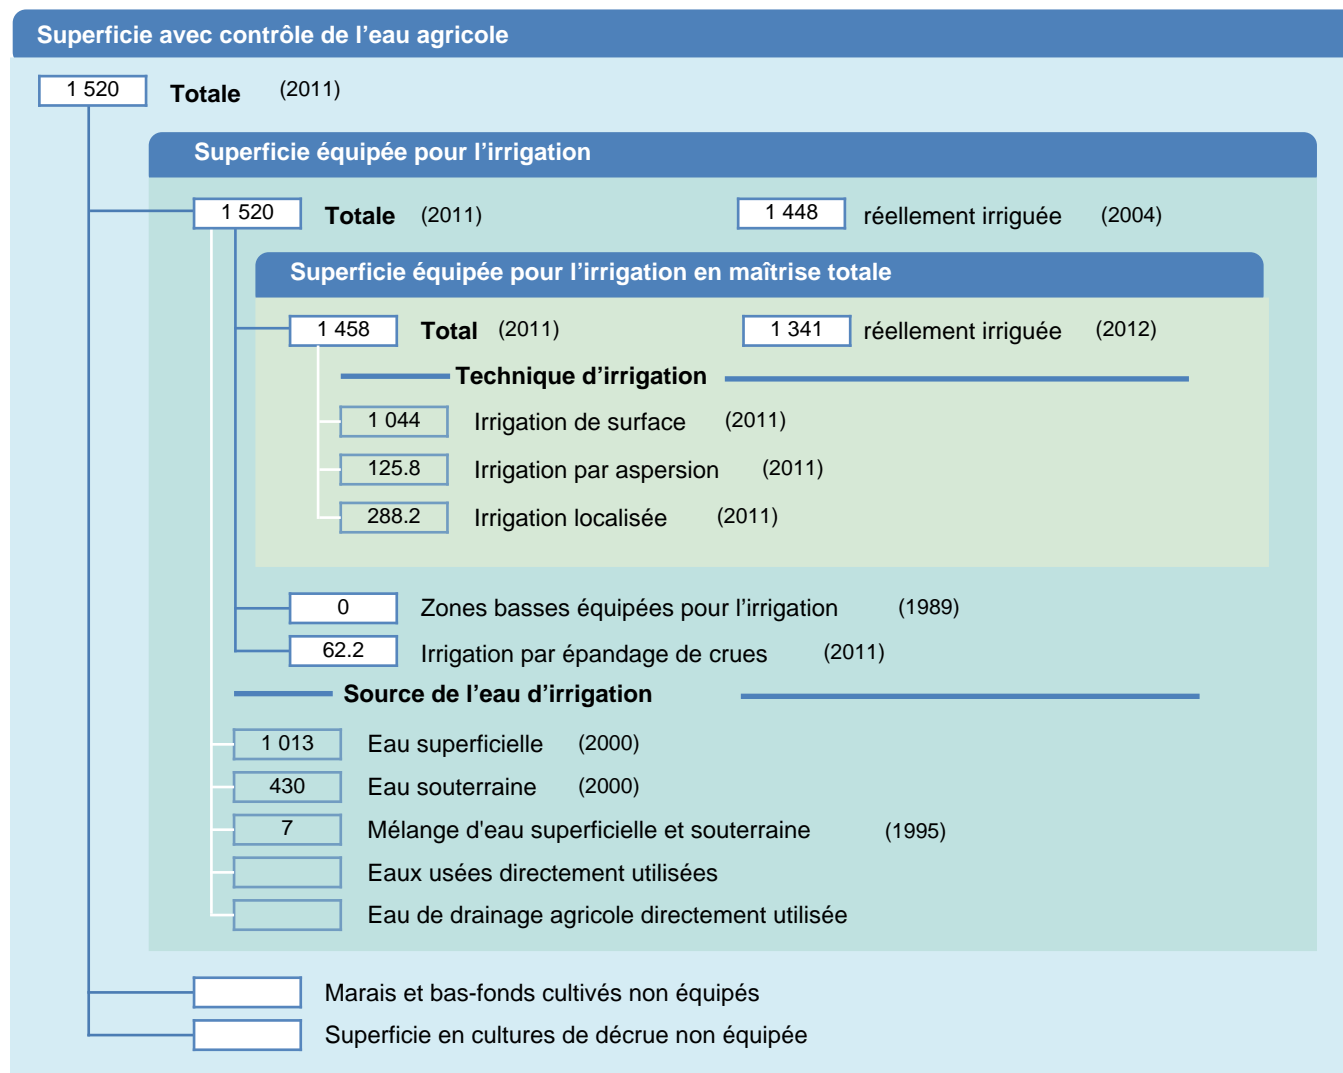 Superficie avec contrôle de l'eau agricole
1 520 Totale (2011)
Superficie équipée pour l'irrigation
1 520 Totale (2011) 1 448 réellement irriguée (2004)
Superficie équipée pour l'irrigation en maîtrise totale
1 458 Total (2011) 1 341 réellement irriguée (2012)
Technique d'irrigation
1 044 Irrigation de surface (2011)
125.8 Irrigation par aspersion (2011)
288.2 Irrigation localisée (2011)
0 Zones basses équipées pour l'irrigation (1989)
62.2 Irrigation par épandage de crues (2011)
Source de l'eau d'irrigation
1 013 Eau superficielle (2000)
430 Eau souterraine (2000)
7 Mélange d'eau superficielle et souterraine (1995)
Eaux usées directement utilisées
Eau de drainage agricole directement utilisée
Marais et bas-fonds cultivés non équipés
Superficie en cultures de décrue non équipée